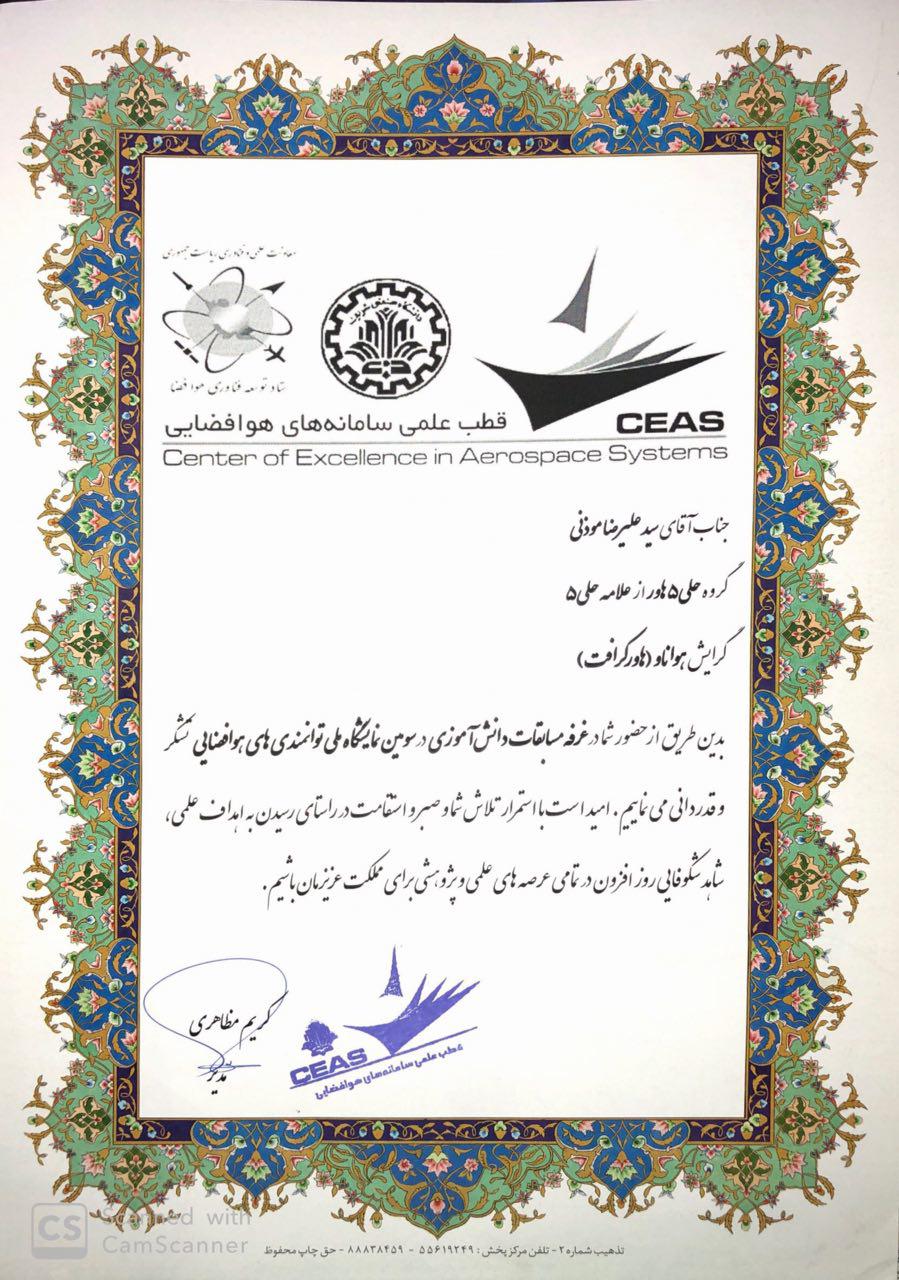 معاونت علمی و فناوری ریاست جمهوری
ستاد توسعه فناوری هوافضا
دانشگاه صنعتی شریف
CEAS
قطب علمی سامانه‌های هوافضایی
Center of Excellence in Aerospace Systems
جناب آقای سید علیرضا موذنی
گروه حلی ۵ هاور از علامه حلی ۵
گرایش هواناو (هاورکرافت)
بدین طریق از حضور شما در غرفه مسابقات دانش آموزی در سومین نمایشگاه ملی توانمندی های هوافضایی تشکر
و قدردانی می نماییم. امید است با استمرار تلاش شما و صبر و استقامت در راستای رسیدن به اهداف علمی،
شاهد شکوفایی روز افزون در تمامی عرصه های علمی و پژوهشی برای مملکت عزیزمان باشیم.
کریم مظاهری
مدیر
CEAS
قطب علمی سامانه‌های هوافضایی
CS
Scanned with
CamScanner
تذهیب شماره ۲ - تلفن مرکز پخش: ۵۵۶۱۹۲۴۹ - ۸۸۸۳۸۴۵۹ - حق چاپ محفوظ